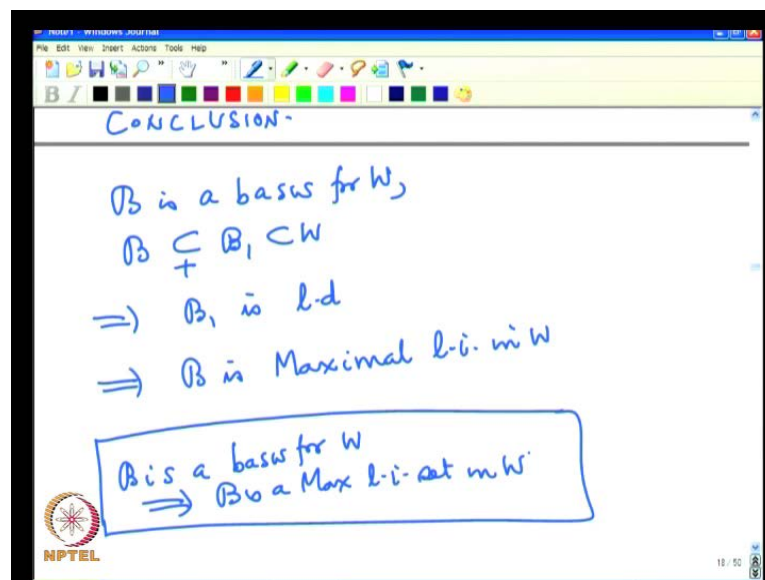 Note1 - Windows Journal
File Edit View Insert Actions Tools Help
B I
CONCLUSION-
B is a basis for W,
B ⊊ B₁ ⊂ W
⇒ B₁ is l-d
⇒ B is Maximal l-i- in W
B is a basis for W
⇒ B is a Max l-i-set in W
NPTEL
18 / 50